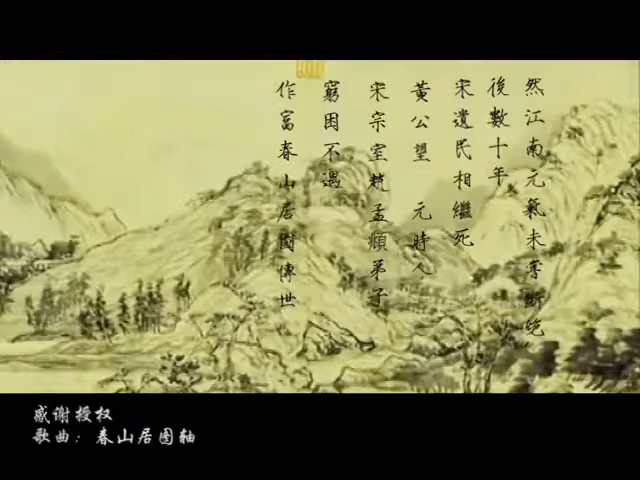 然江南元氣未嘗斷絕
後數十年
宋遺民相繼死
黃公望 元時人
宋宗室趙孟頫弟子
窮困不遇
作富春山居圖傳世
感谢授权
歌曲：春山居图轴